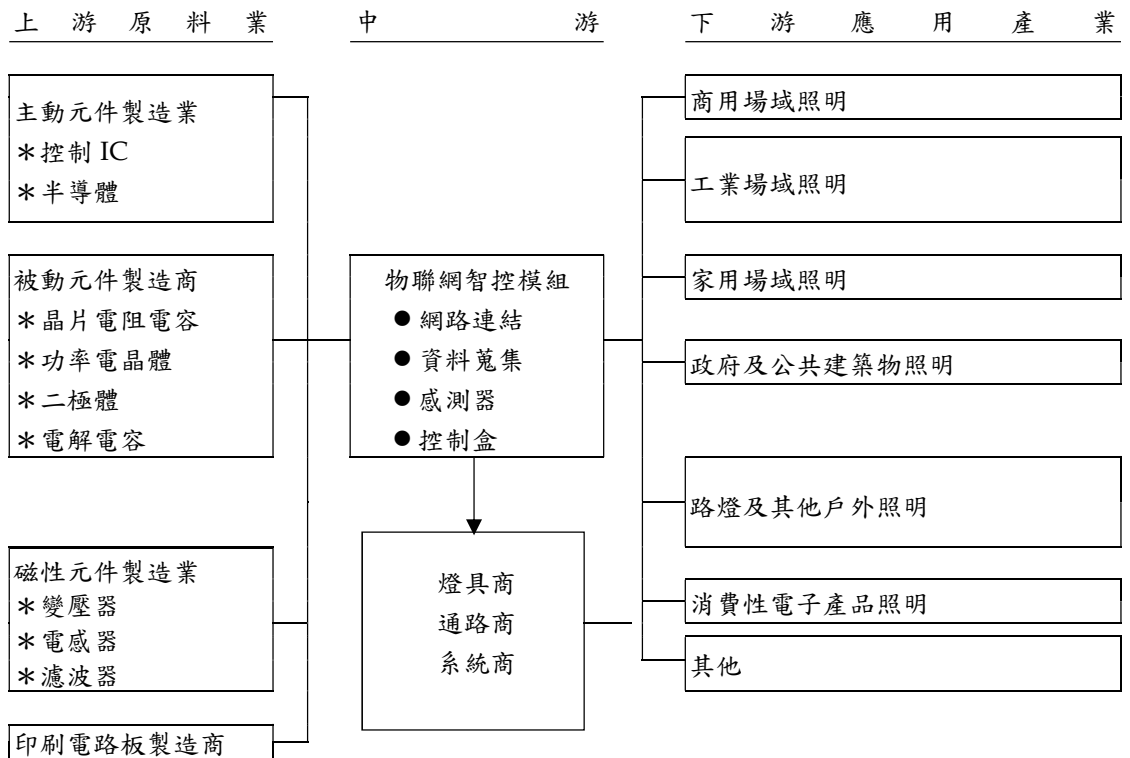 上游原料業
中游
下游應用產業
主動元件製造業
＊控制 IC
＊半導體
被動元件製造商
＊晶片電阻電容
＊功率電晶體
＊二極體
＊電解電容
磁性元件製造業
＊變壓器
＊電感器
＊濾波器
印刷電路板製造商
物聯網智控模組
●網路連結
●資料蒐集
●感測器
●控制盒
燈具商
通路商
系統商
商用場域照明
工業場域照明
家用場域照明
政府及公共建築物照明
路燈及其他戶外照明
消費性電子產品照明
其他